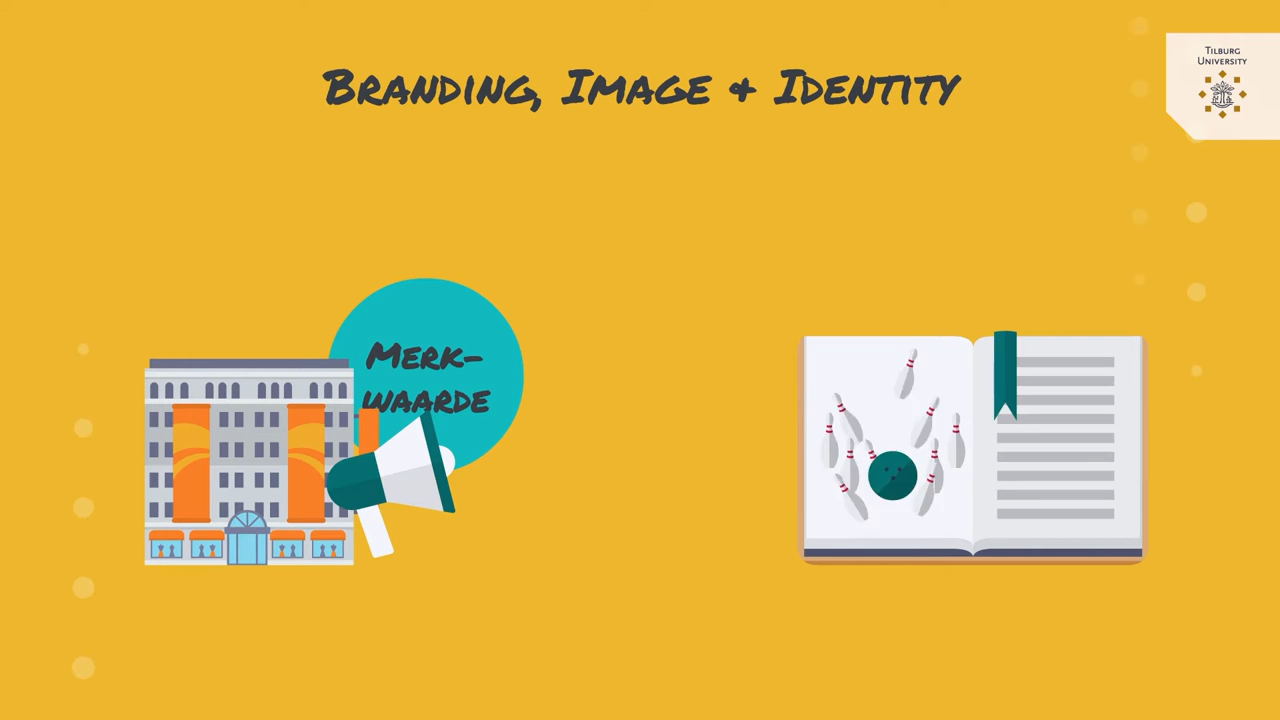 Branding, Image & Identity
Tilburg
University
Merk-
waarde